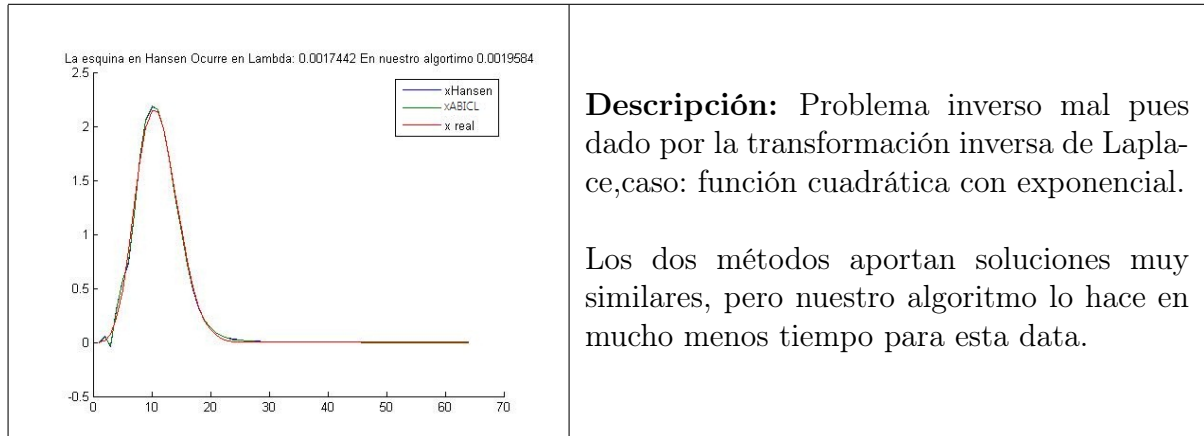 La esquina en Hansen Ocurre en Lambda: 0.0017442 En nuestro algortimo 0.0019584
2.5
2
1.5
1
0.5
0
-0.5
0 10 20 30 40 50 60 70
xHansen
xABICL
x real
Descripción: Problema inverso mal pues
dado por la transformación inversa de Lapla-
ce,caso: función cuadrática con exponencial.
Los dos métodos aportan soluciones muy
similares, pero nuestro algoritmo lo hace en
mucho menos tiempo para esta data.